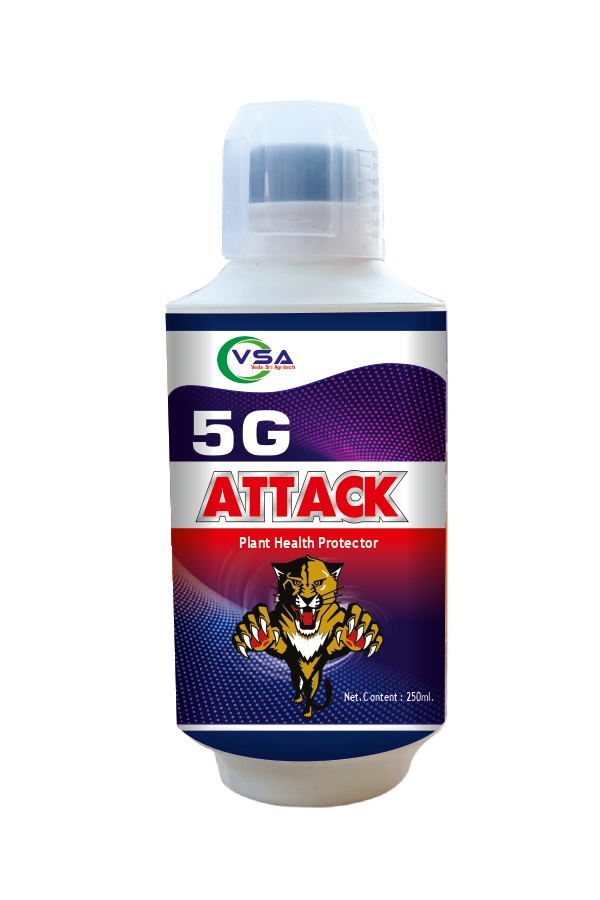 VSA
Veda Sri Agritech
5G
ATTACK
Plant Health Protector
Net. Content : 250ml.